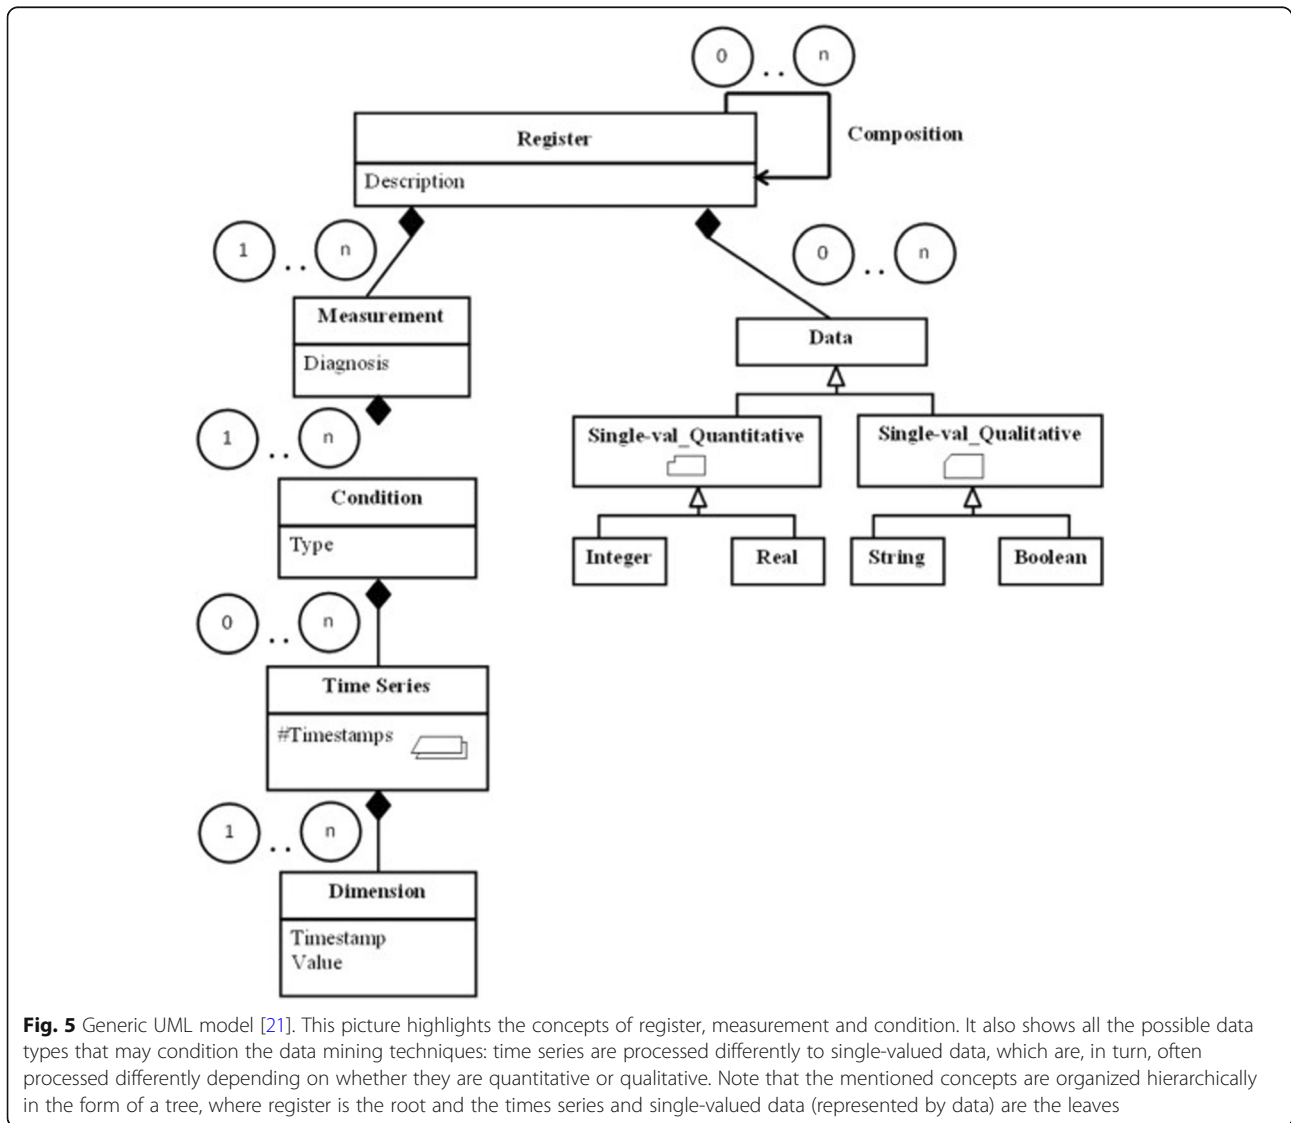 0 .. n
Register
Composition
Description
1 .. n
0 .. n
Measurement
Diagnosis
Data
1 .. n
Single-val_Quantitative
Single-val_Qualitative
Condition
Type
Integer
Real
String
Boolean
0 .. n
Time Series
#Timestamps
1 .. n
Dimension
Timestamp
Value
Fig. 5 Generic UML model [21]. This picture highlights the concepts of register, measurement and condition. It also shows all the possible data
types that may condition the data mining techniques: time series are processed differently to single-valued data, which are, in turn, often
processed differently depending on whether they are quantitative or qualitative. Note that the mentioned concepts are organized hierarchically
in the form of a tree, where register is the root and the times series and single-valued data (represented by data) are the leaves